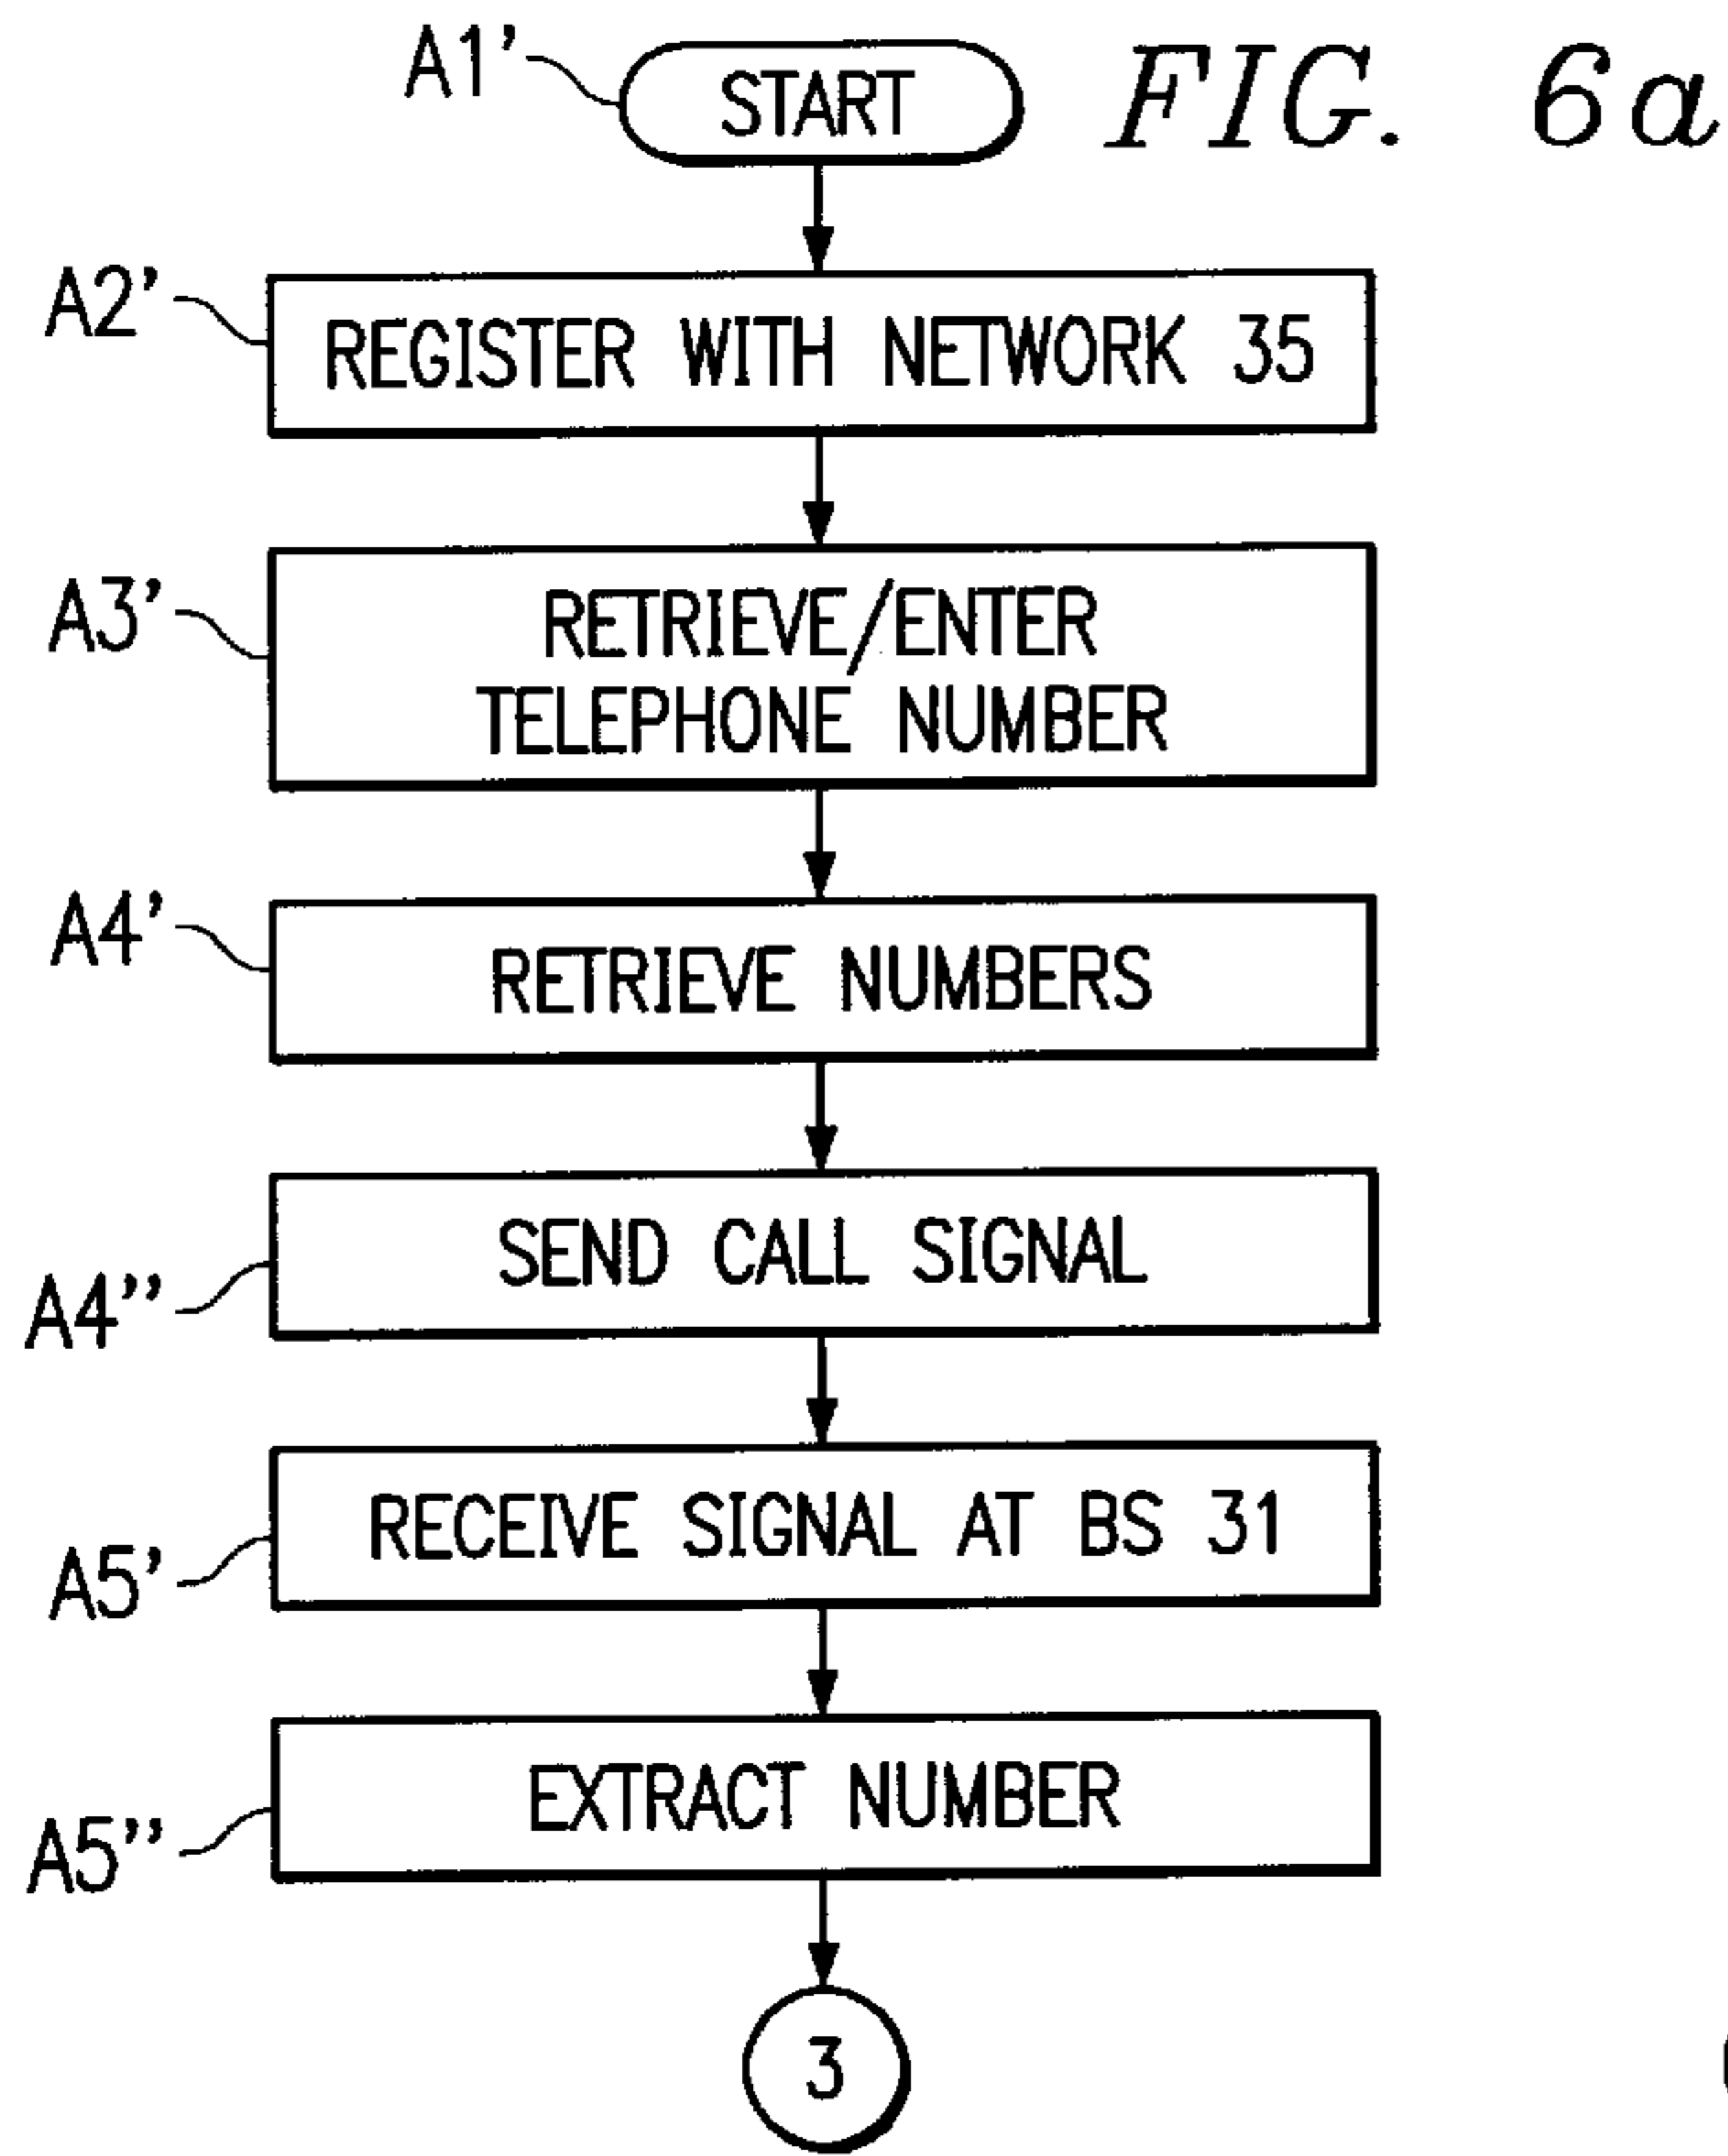 A1' START FIG. 6a
A2' REGISTER WITH NETWORK 35
A3' RETRIEVE/ENTER
TELEPHONE NUMBER
A4' RETRIEVE NUMBERS
A4" SEND CALL SIGNAL
A5' RECEIVE SIGNAL AT BS 31
A5" EXTRACT NUMBER
3